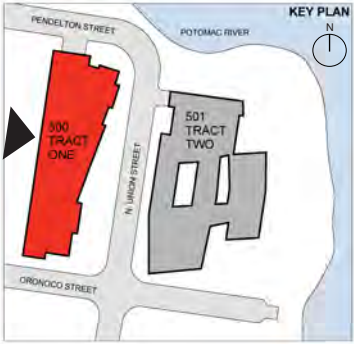 KEY PLAN
PENDELTON STREET
POTOMAC RIVER
N
500
TRACT
ONE
501
TRACT
TWO
N. UNION STREET
ORONOCO STREET